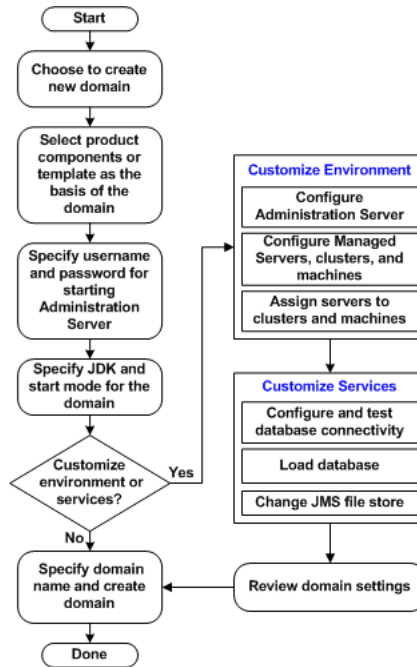 Start
Choose to create
new domain
Select product
components or
template as the
basis of the
domain
Specify username
and password for
starting
Administration
Server
Specify JDK and
start mode for the
domain
Customize
environment or
services?
Yes
No
Customize Environment
Configure
Administration Server
Configure Managed
Servers, clusters, and
machines
Assign servers to
clusters and machines
Customize Services
Configure and test
database connectivity
Load database
Change JMS file store
Review domain settings
Specify domain
name and create
domain
Done